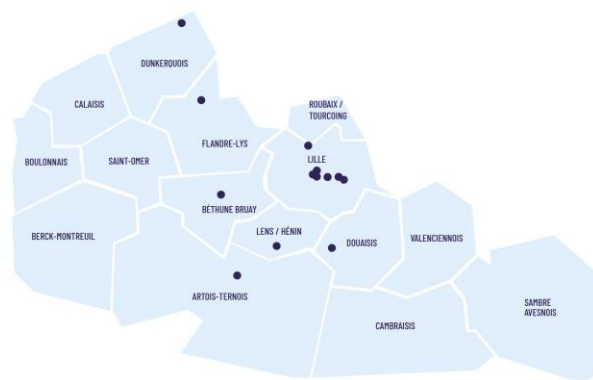 DUNKERQUOIS
CALAISIS
ROUBAIX /
TOURCOING
FLANDRE-LYS
BOULONNAIS
SAINT-OMER
LILLE
BÉTHUNE BRUAY
BERCK-MONTREUIL
LENS / HÉNIN
DOUAISIS
VALENCIENNOIS
ARTOIS-TERNOIS
SAMBRE
AVESNOIS
CAMBRAISIS